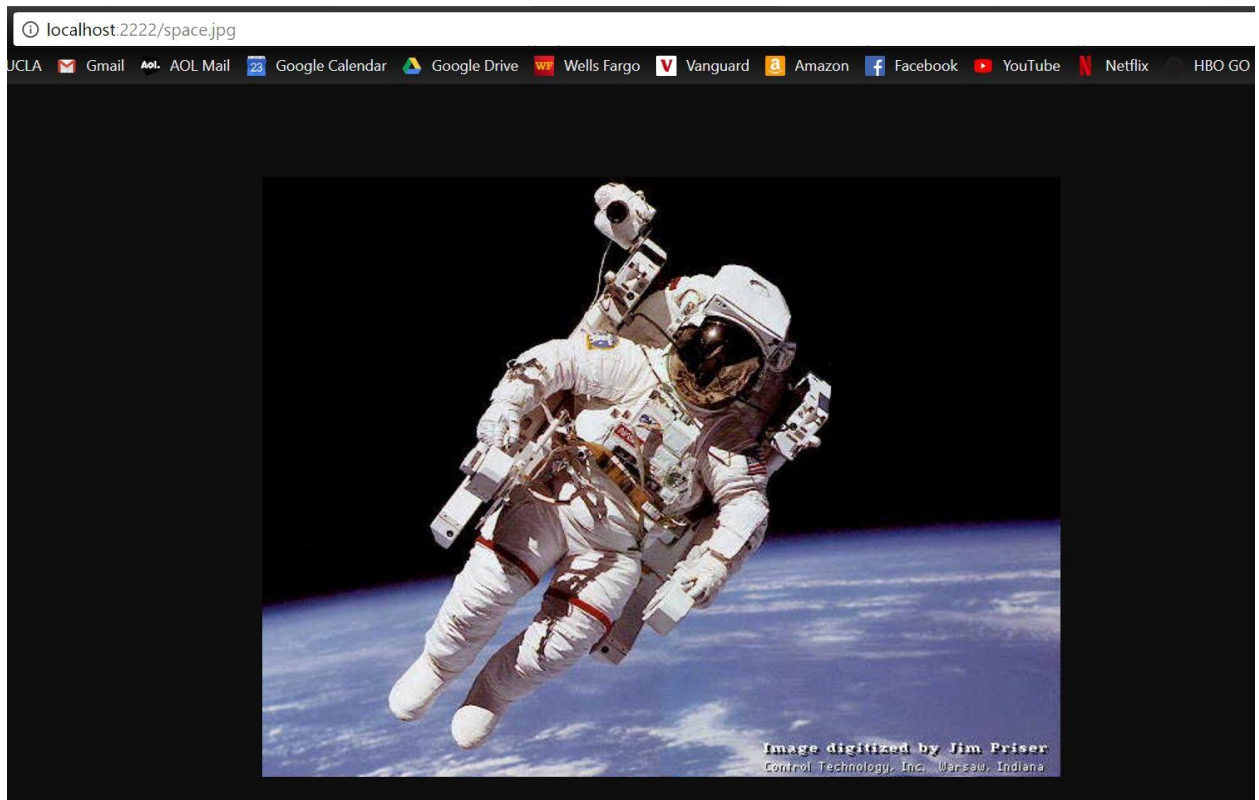 localhost:2222/space.jpg
UCLA Gmail Aol. AOL Mail 23 Google Calendar Google Drive WF Wells Fargo V Vanguard a Amazon f Facebook YouTube N Netflix HBO GO
Image digitized by Jim Priser
Control Technology, Inc. Warsaw, Indiana